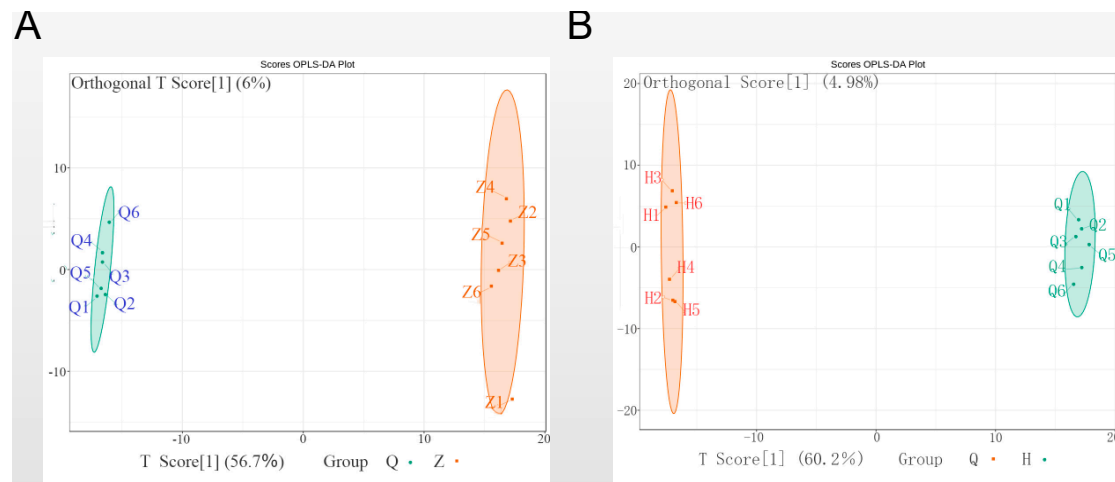 A
Scores OPLS-DA Plot
Orthogonal T Score[1] (6%)
10
0
-10
Q6
Q4
Q5
Q3
Q1
Q2
Z4
Z2
Z5
Z3
Z6
Z1
-10
0
10
20
T Score[1] (56.7%) Group Q Z
B
Scores OPLS-DA Plot
Orthogonal Score[1] (4.98%)
20
10
0
-10
-20
H3
H6
H1
H4
H2
H5
Q1
Q2
Q3
Q5
Q4
Q6
-10
0
10
20
T Score[1] (60.2%) Group Q H